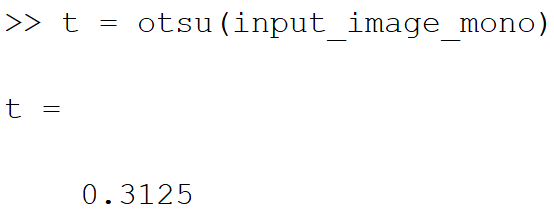 >> t = otsu(input_image_mono)
t =
0.3125